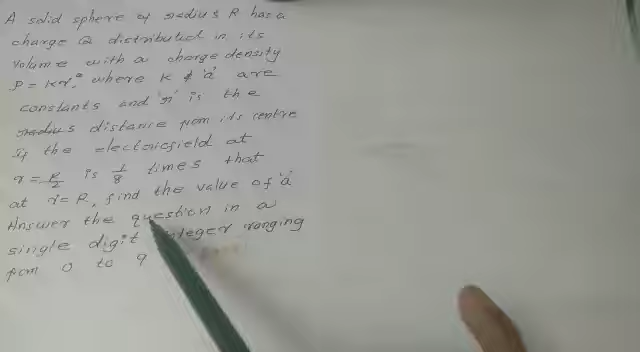 A solid sphere of radius R has a
charge Q distributed in its
volume with a charge density
ρ = Kr^a, where K & 'a' are
constants and 'r' is the
radius distance from its centre
If the electricfield at
r = R/2 is 1/8 times that
at r = R, find the value of 'a'
Answer the question in a
single digit integer ranging
from 0 to 9